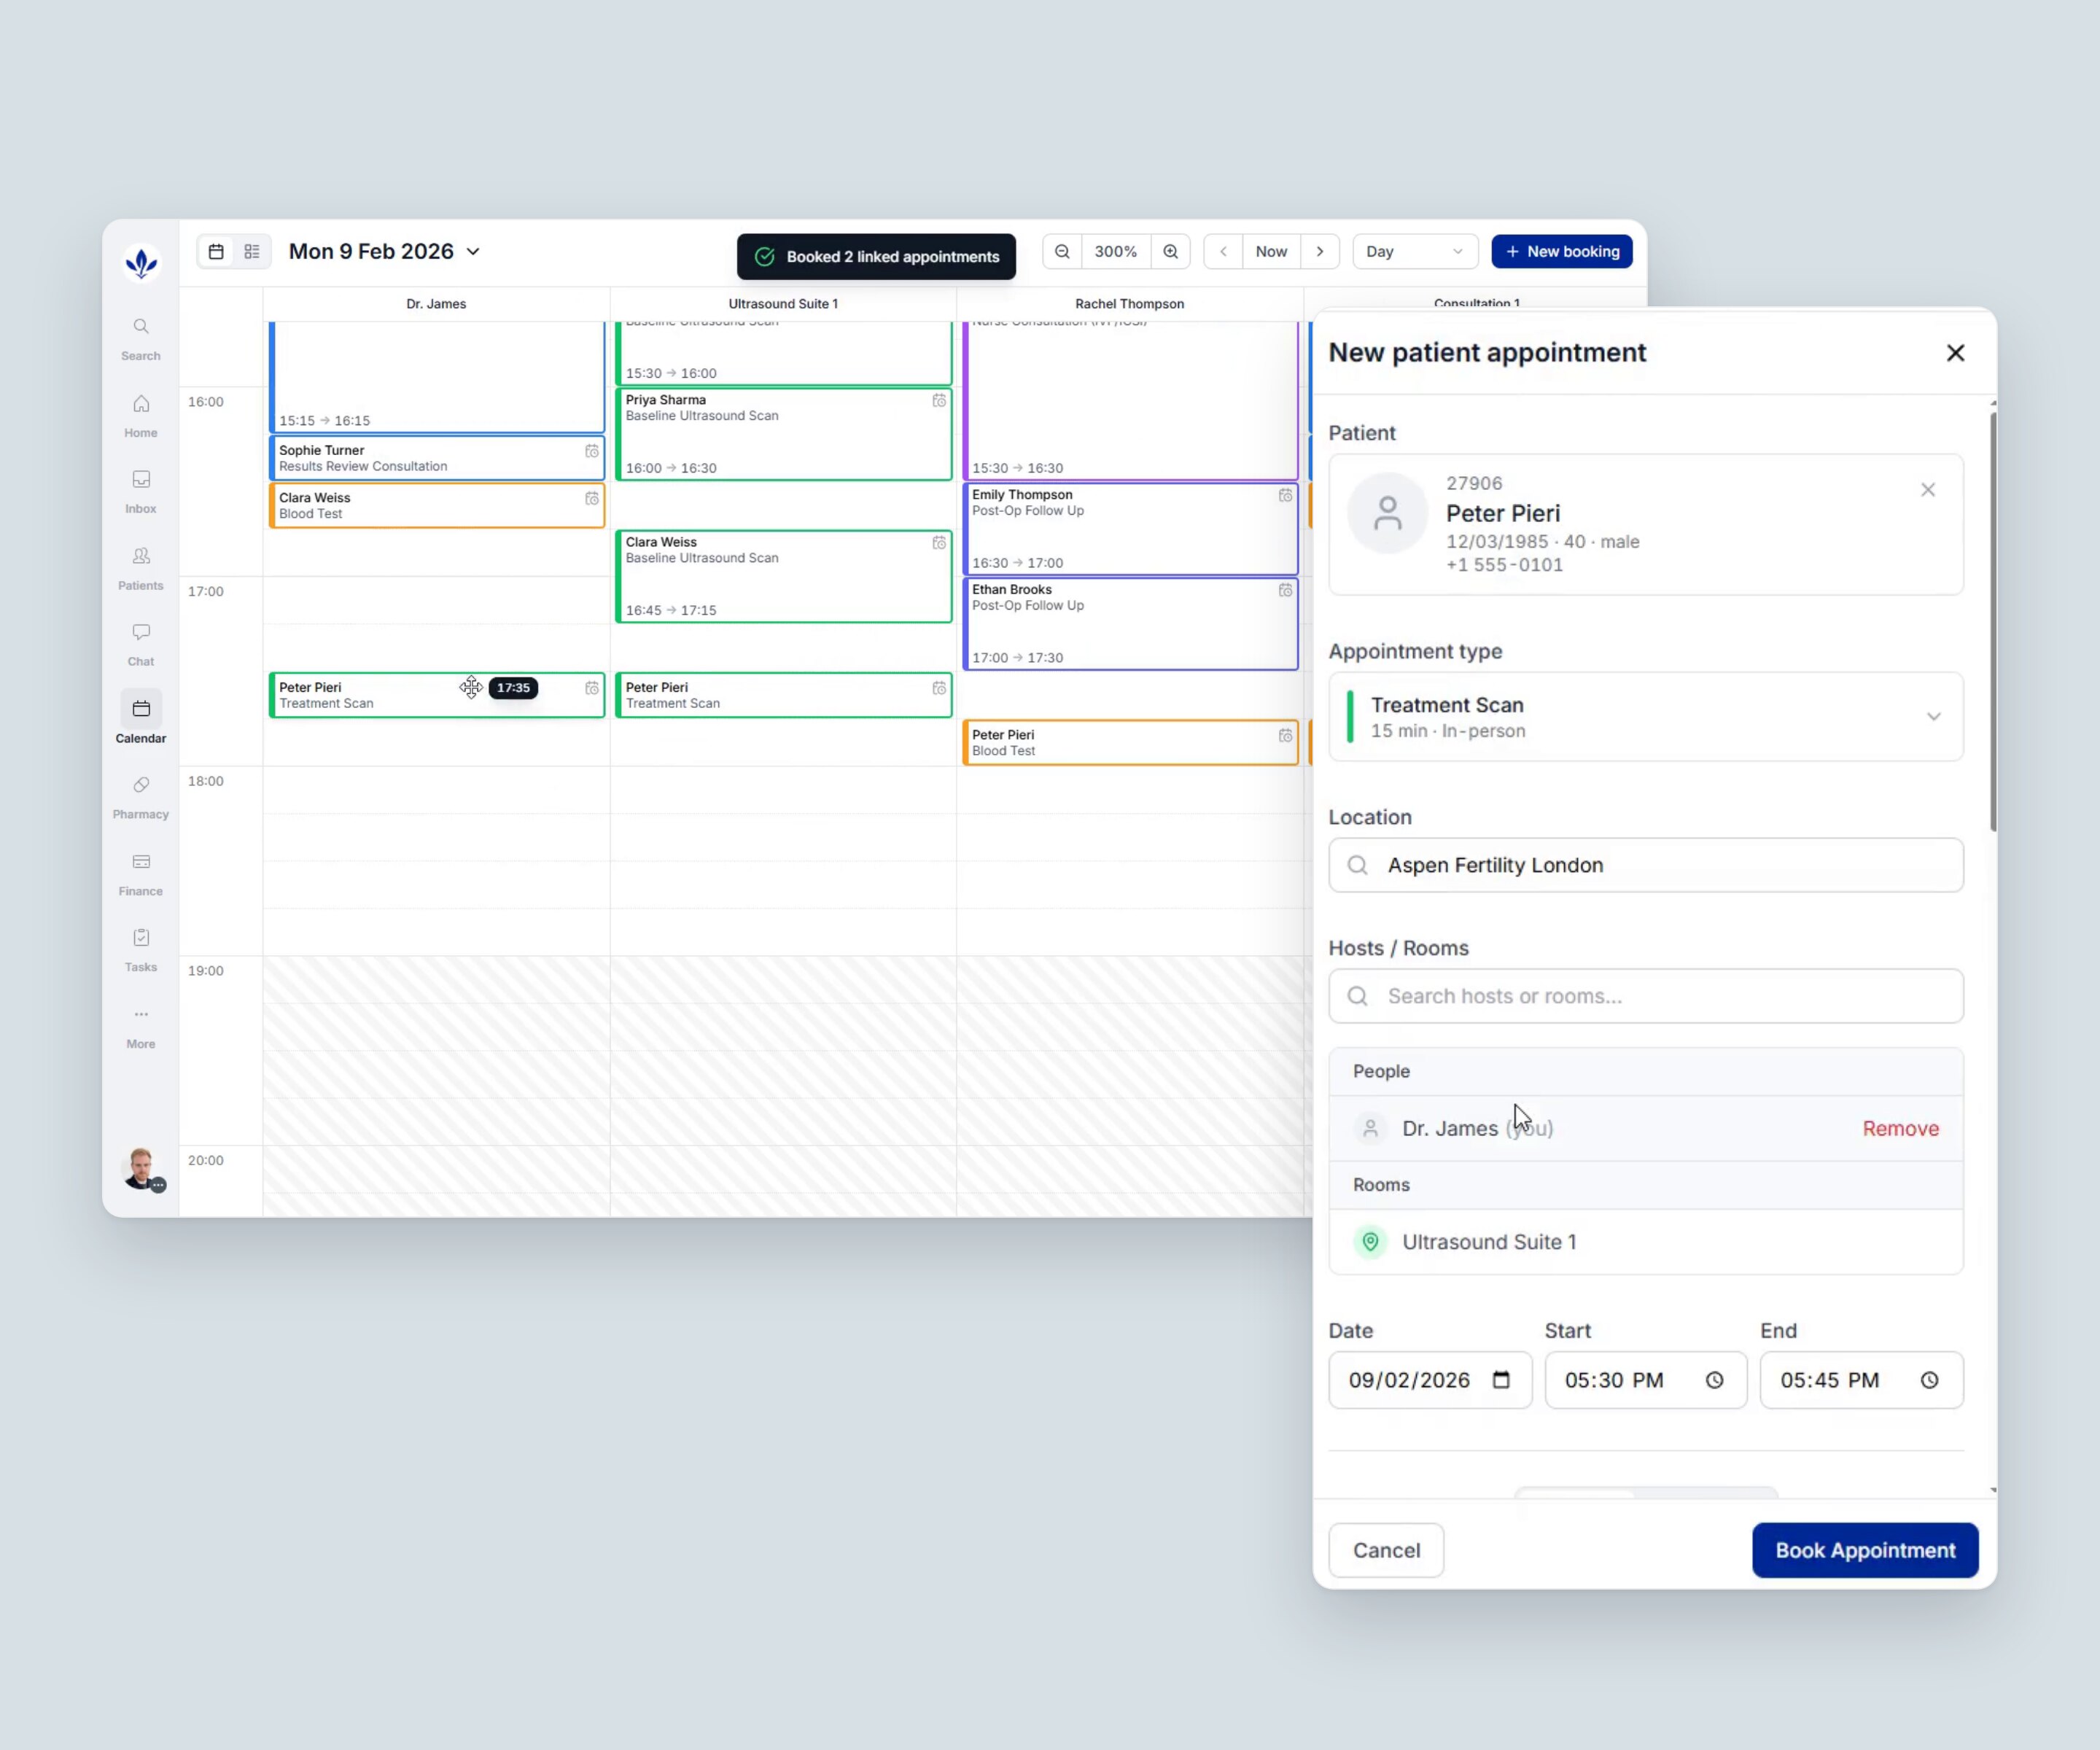 Mon 9 Feb 2026
Booked 2 linked appointments
300%
Now
Day
New booking
Search
Home
Inbox
Patients
Chat
Calendar
Pharmacy
Finance
Tasks
More
Dr. James
Ultrasound Suite 1
Rachel Thompson
Consultation 1
16:00
17:00
18:00
19:00
20:00
15:15 → 16:15
Sophie Turner
Results Review Consultation
Clara Weiss
Blood Test
Peter Pieri
Treatment Scan
17:35
Baseline Ultrasound Scan
15:30 → 16:00
Priya Sharma
Baseline Ultrasound Scan
16:00 → 16:30
Clara Weiss
Baseline Ultrasound Scan
16:45 → 17:15
Peter Pieri
Treatment Scan
Nurse Consultation (IVF/ICSI)
15:30 → 16:30
Emily Thompson
Post-Op Follow Up
16:30 → 17:00
Ethan Brooks
Post-Op Follow Up
17:00 → 17:30
Peter Pieri
Blood Test
New patient appointment
Patient
27906
Peter Pieri
12/03/1985 · 40 · male
+1 555-0101
Appointment type
Treatment Scan
15 min · In-person
Location
Aspen Fertility London
Hosts / Rooms
Search hosts or rooms...
People
Dr. James (you)
Remove
Rooms
Ultrasound Suite 1
Date
Start
End
09/02/2026
05:30 PM
05:45 PM
Cancel
Book Appointment